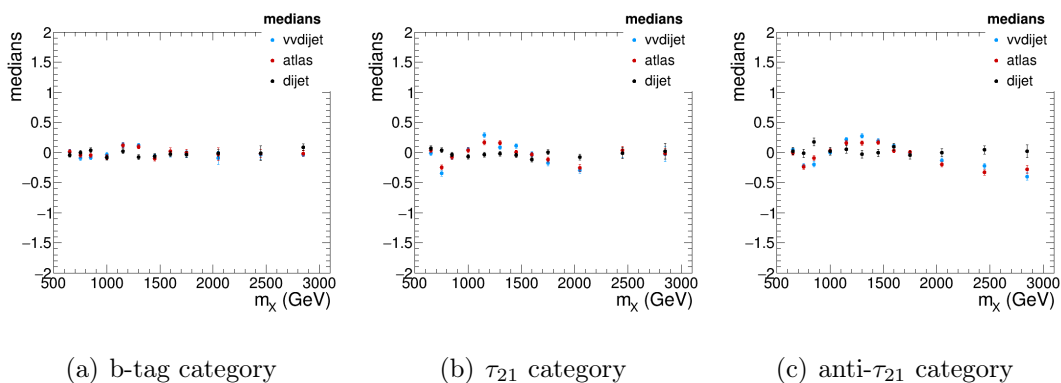 medians
vvdijet
atlas
dijet
medians
2
1.5
1
0.5
0
−0.5
−1
−1.5
−2
500 1000 1500 2000 2500 3000
m_X (GeV)
(a) b-tag category
medians
vvdijet
atlas
dijet
medians
2
1.5
1
0.5
0
−0.5
−1
−1.5
−2
500 1000 1500 2000 2500 3000
m_X (GeV)
(b) τ₂₁ category
medians
vvdijet
atlas
dijet
medians
2
1.5
1
0.5
0
−0.5
−1
−1.5
−2
500 1000 1500 2000 2500 3000
m_X (GeV)
(c) anti-τ₂₁ category